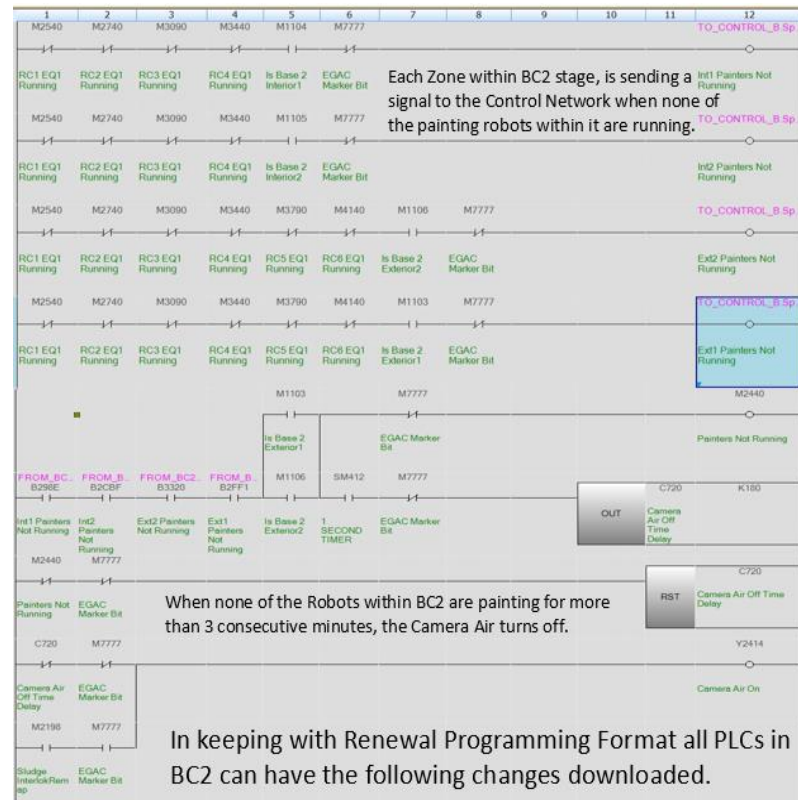 1 2 3 4 5 6 7 8 9 10 11 12
M2540 M2740 M3090 M3440 M1104 M7777 TO_CONTROL_B.Sp.
RC1 EQ1 Running RC2 EQ1 Running RC3 EQ1 Running RC4 EQ1 Running Is Base 2 Interior1 EGAC Marker Bit Int1 Painters Not Running
Each Zone within BC2 stage, is sending a
signal to the Control Network when none of
the painting robots within it are running.
M2540 M2740 M3090 M3440 M1105 M7777 TO_CONTROL_B.Sp.
RC1 EQ1 Running RC2 EQ1 Running RC3 EQ1 Running RC4 EQ1 Running Is Base 2 Interior2 EGAC Marker Bit Int2 Painters Not Running
M2540 M2740 M3090 M3440 M3790 M4140 M1106 M7777 TO_CONTROL_B.Sp.
RC1 EQ1 Running RC2 EQ1 Running RC3 EQ1 Running RC4 EQ1 Running RC5 EQ1 Running RC6 EQ1 Running Is Base 2 Exterior2 EGAC Marker Bit Ext2 Painters Not Running
M2540 M2740 M3090 M3440 M3790 M4140 M1103 M7777 TO_CONTROL_B.Sp.
RC1 EQ1 Running RC2 EQ1 Running RC3 EQ1 Running RC4 EQ1 Running RC5 EQ1 Running RC6 EQ1 Running Is Base 2 Exterior1 EGAC Marker Bit Ext1 Painters Not Running
M1103 M7777 M2440
Is Base 2 Exterior1 EGAC Marker Bit Painters Not Running
FROM_BC.. FROM_B.. FROM_BC2.. FROM_B..
B298E B2CBF B3320 B2FF1 M1106 SM412 M7777 C720 K180
OUT
Int1 Painters Not Running Int2 Painters Not Running Ext2 Painters Not Running Ext1 Painters Not Running Is Base 2 Exterior2 1 SECOND TIMER EGAC Marker Bit Camera Air Off Time Delay
M2440 M7777 C720
RST
Painters Not Running EGAC Marker Bit Camera Air Off Time Delay
When none of the Robots within BC2 are painting for more
than 3 consecutive minutes, the Camera Air turns off.
C720 M7777 Y2414
Camera Air Off Time Delay EGAC Marker Bit Camera Air On
M2198 M7777
Sludge InterlokRem ap EGAC Marker Bit
In keeping with Renewal Programming Format all PLCs in
BC2 can have the following changes downloaded.